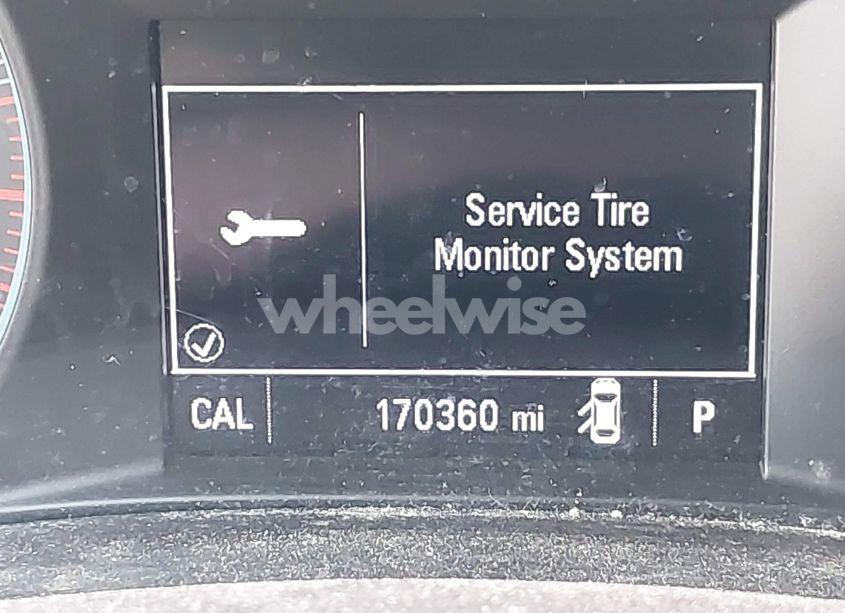 Service Tire
Monitor System
wheelwise
CAL 170360 mi P